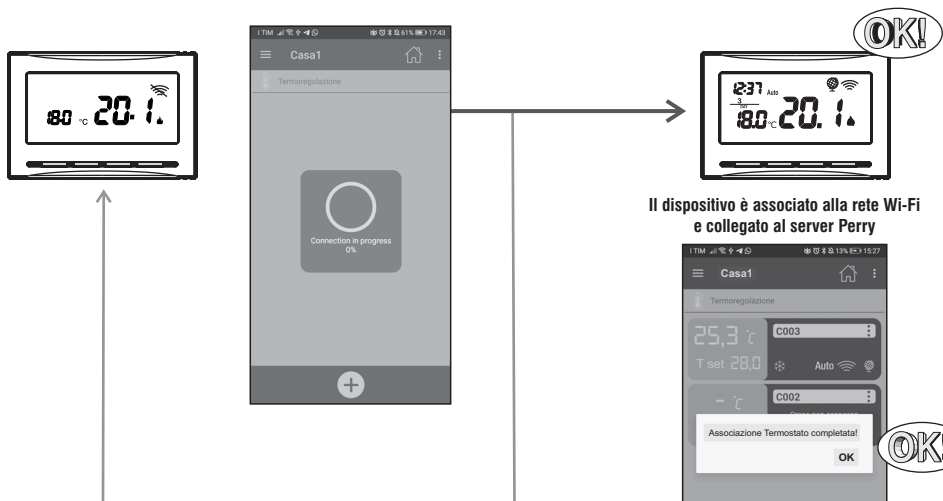 I TIM 61% 17:43
Casa1
Termoregolazione
Connection in progress
0%
18.0 °C 20.1
OK!
12:37 Auto
3
DAY
18.0 °C 20.1
Il dispositivo è associato alla rete Wi-Fi
e collegato al server Perry
I TIM 13% 15:27
Casa1
Termoregolazione
25,3 °C
C003
T set 28,0
Auto
- °C
C002
Associazione Termostato completata!
OK
OK!